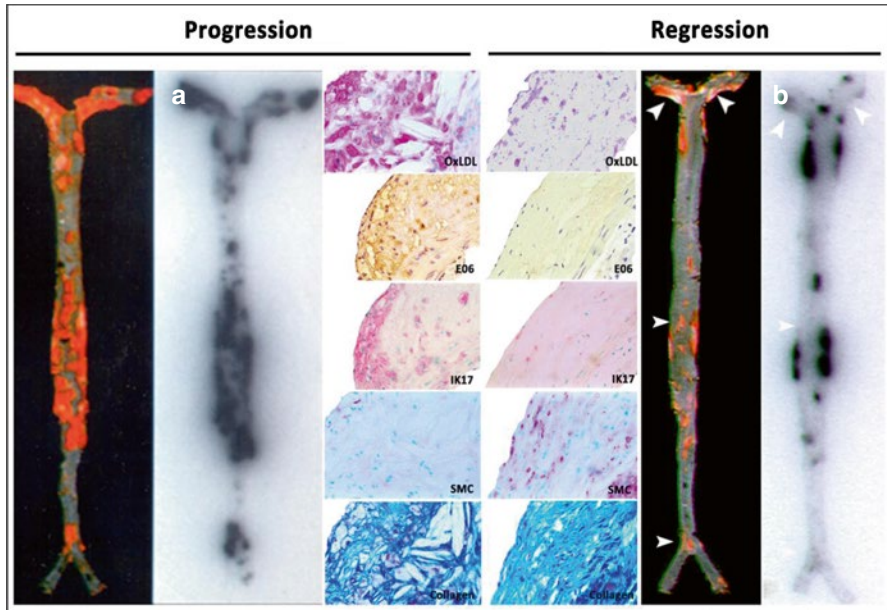 Progression
Regression
a
b
OxLDL
OxLDL
E06
E06
IK17
IK17
SMC
SMC
Collagen
Collagen